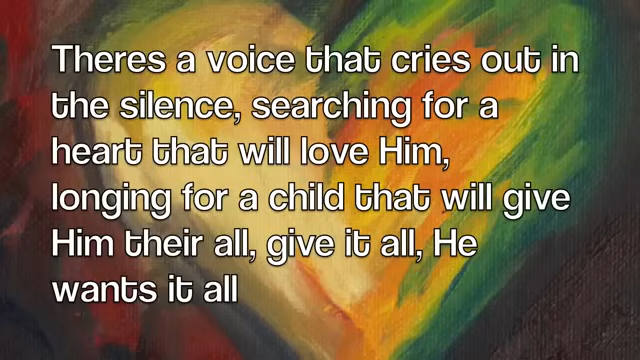 Theres a voice that cries out in
the silence, searching for a
heart that will love Him,
longing for a child that will give
Him their all, give it all, He
wants it all